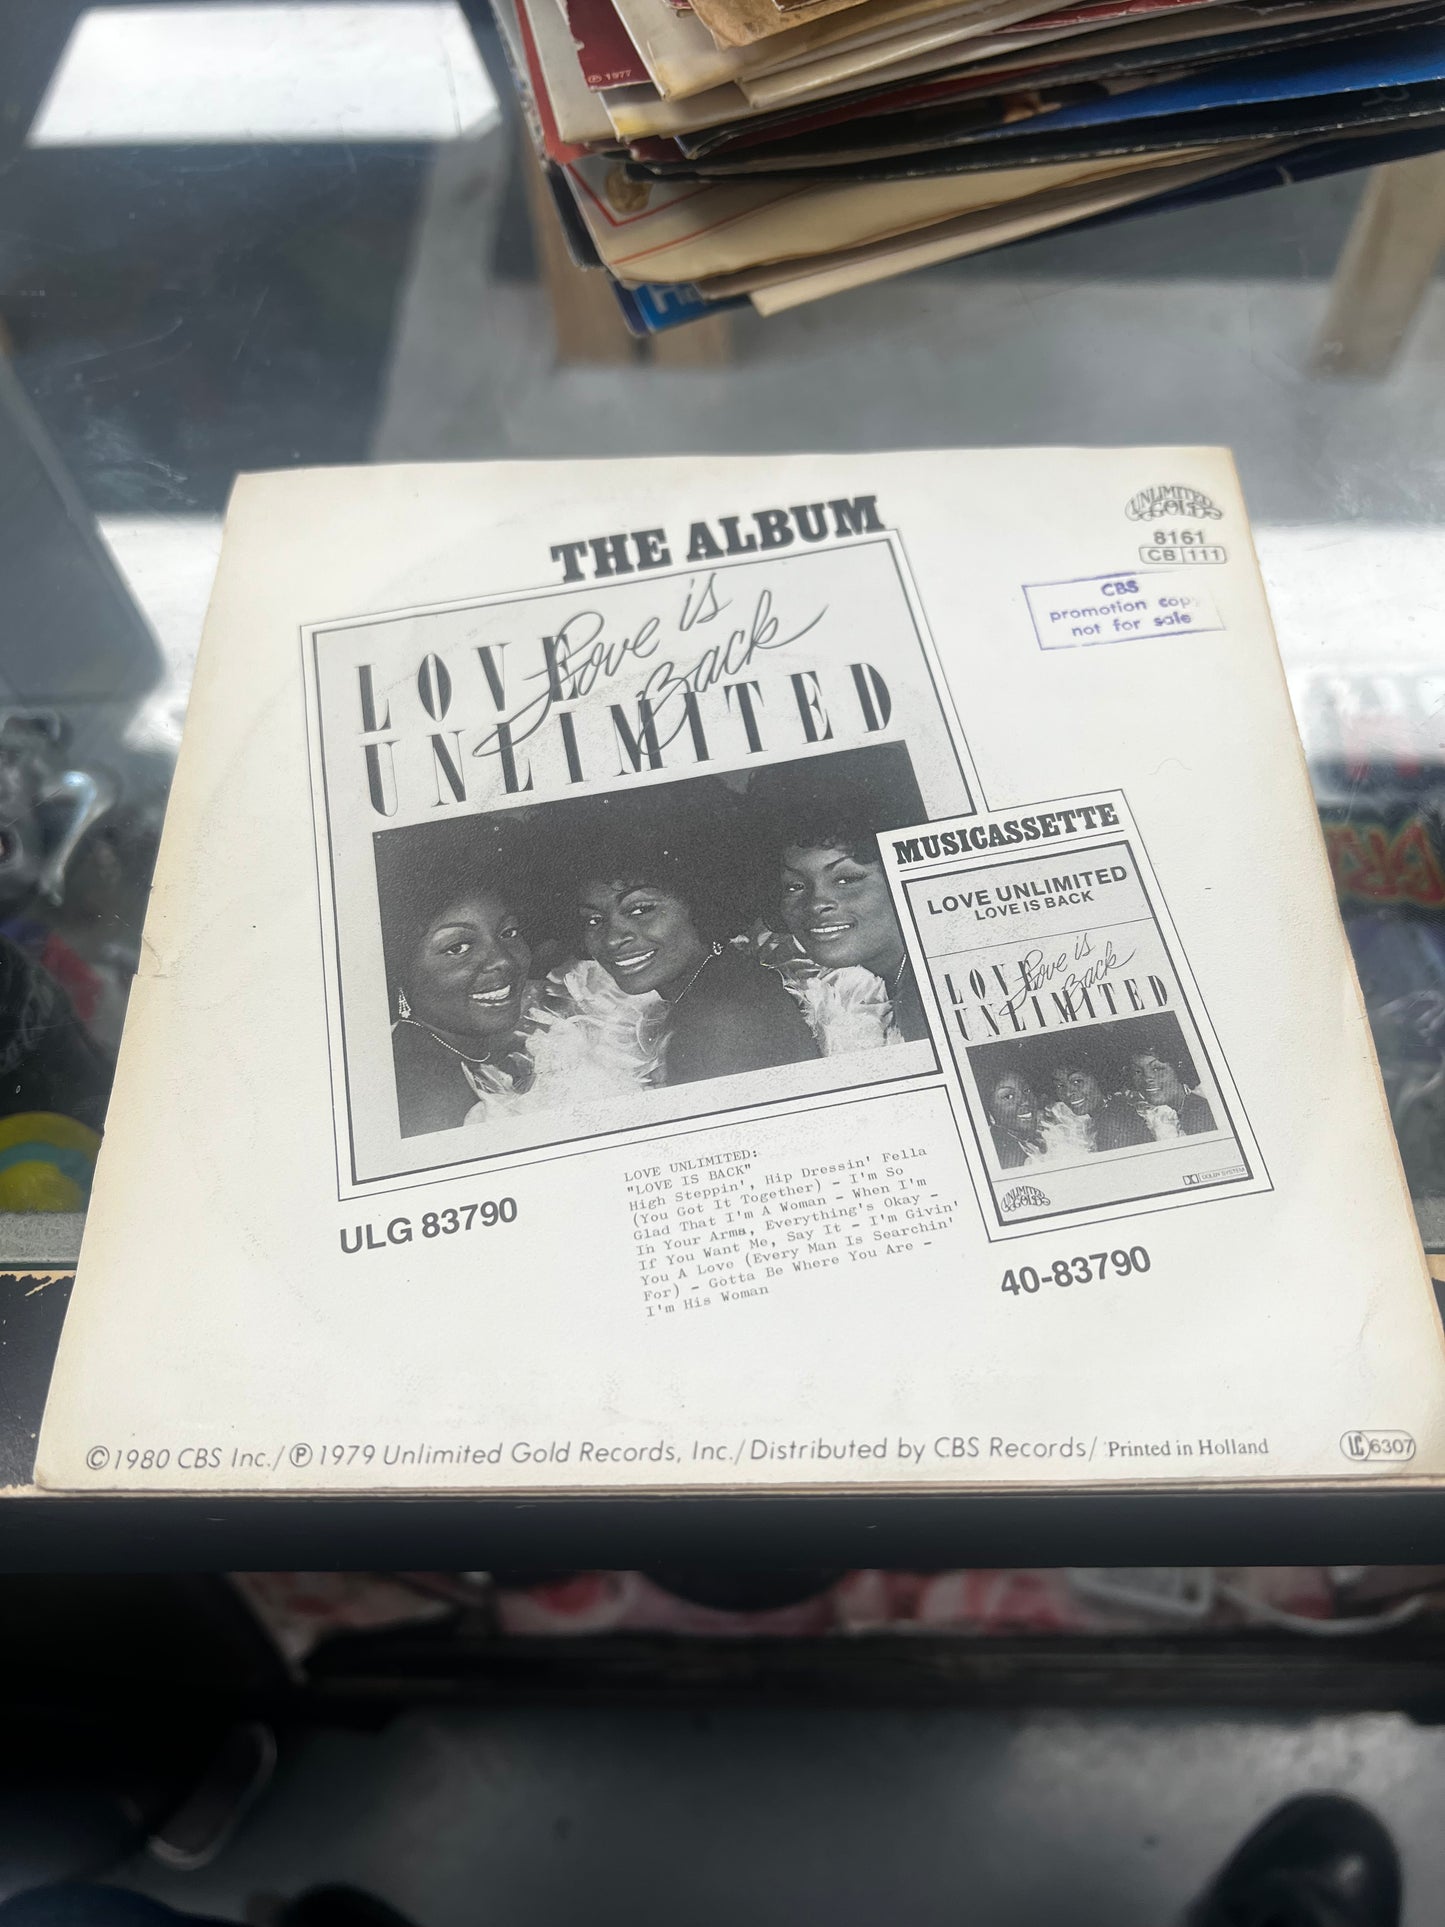 ℗ 1977
THE ALBUM
UNLIMITED
GOLD
8161
CB 111
CBS
promotion copy
not for sale
Love is
Back
LOVE
UNLIMITED
MUSICASSETTE
LOVE UNLIMITED
LOVE IS BACK
Love is
Back
LOVE
UNLIMITED
DOLBY SYSTEM
UNLIMITED
GOLD
ULG 83790
LOVE UNLIMITED:
"LOVE IS BACK"
High Steppin', Hip Dressin' Fella
(You Got It Together) - I'm So
Glad That I'm A Woman - When I'm
In Your Arms, Everything's Okay -
If You Want Me, Say It - I'm Givin'
You A Love (Every Man Is Searchin'
For) - Gotta Be Where You Are -
I'm His Woman
40-83790
©1980 CBS Inc./℗1979 Unlimited Gold Records, Inc./Distributed by CBS Records/ Printed in Holland
LC 6307